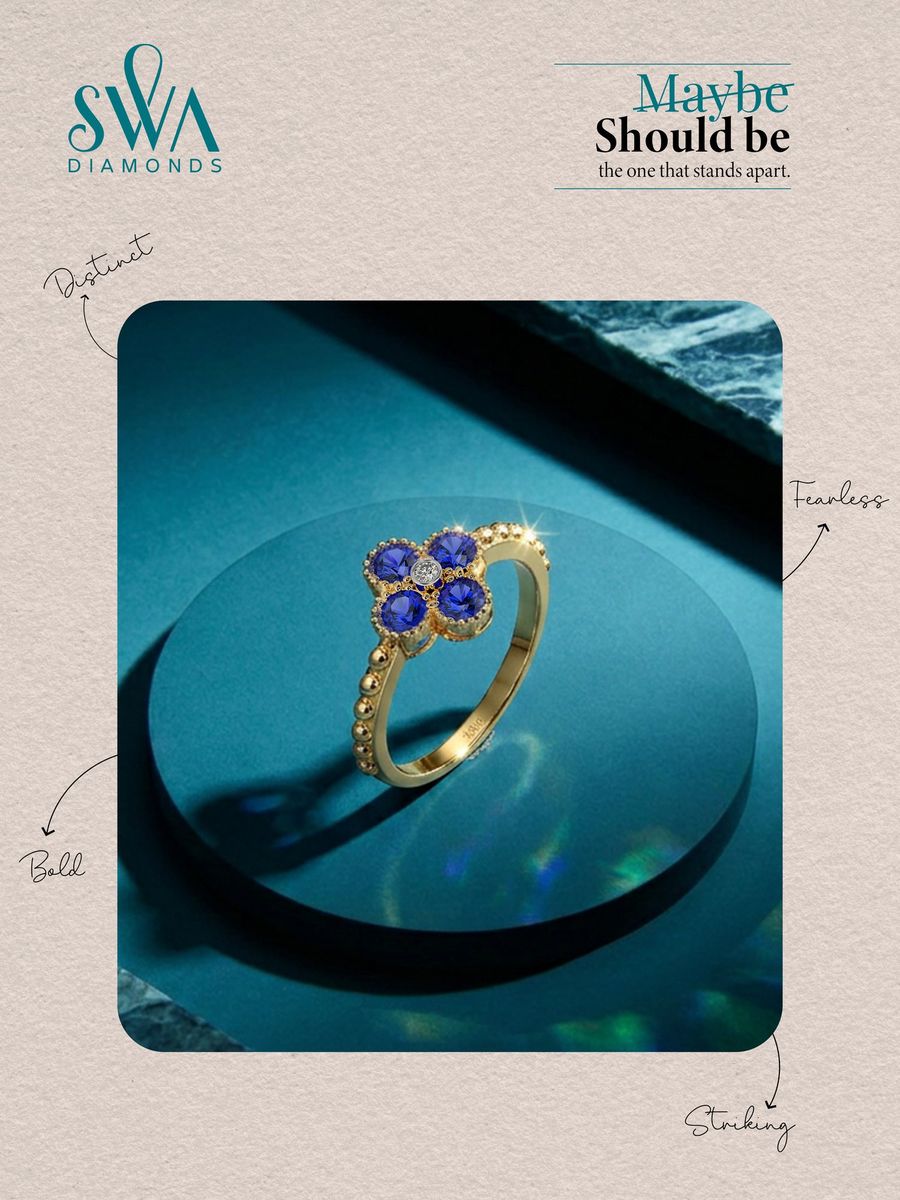 SWA
DIAMONDS
Maybe
Should be
the one that stands apart.
Distinct
Fearless
Bold
Striking